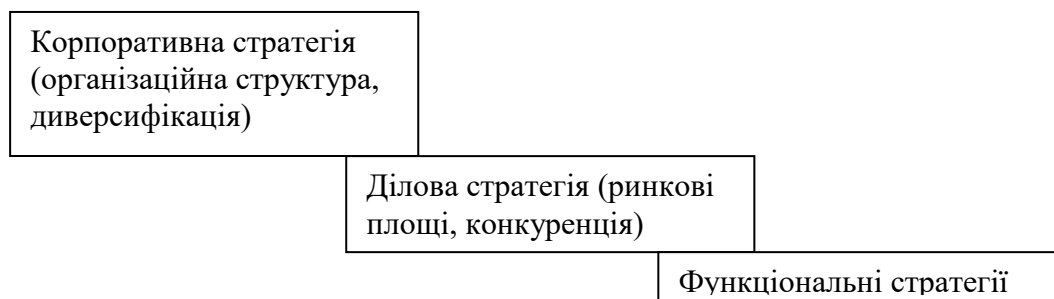 Корпоративна стратегія
(організаційна структура,
диверсифікація)
Ділова стратегія (ринкові
площі, конкуренція)
Функціональні стратегії